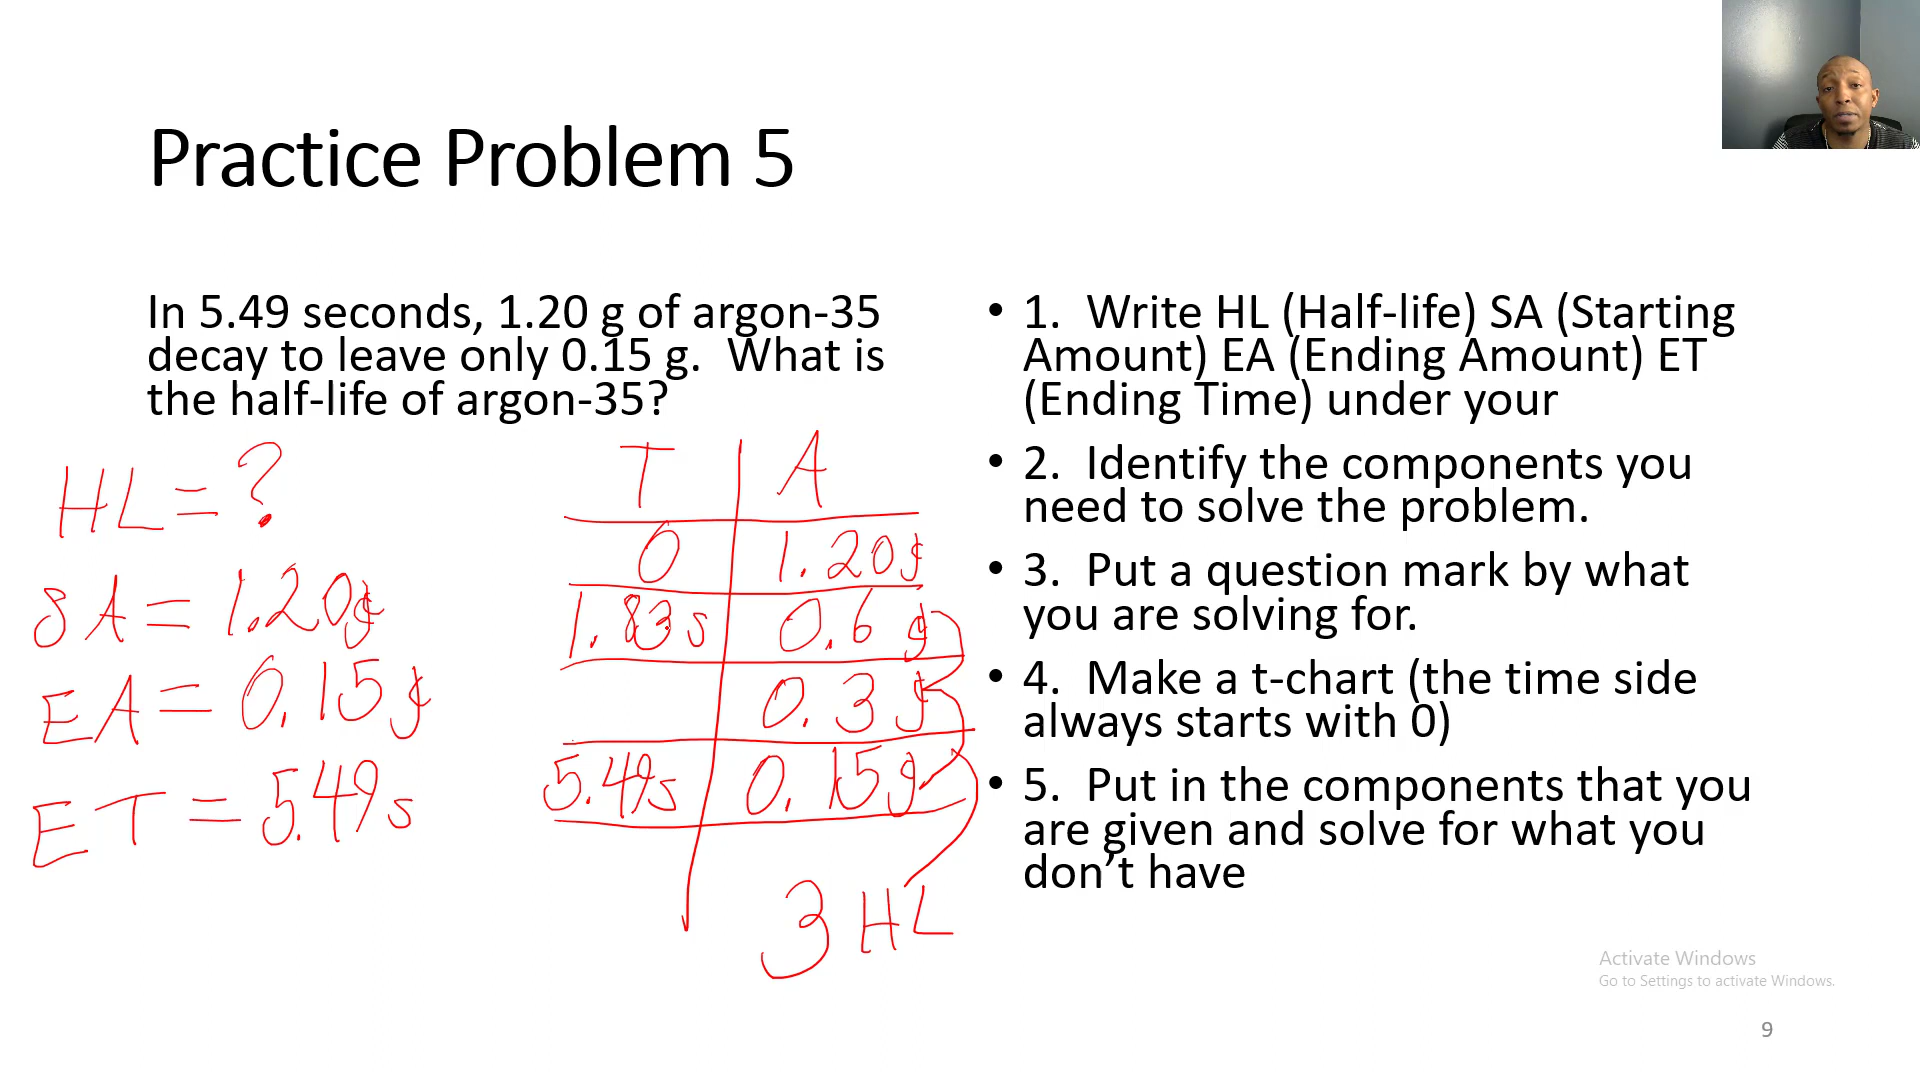 Practice Problem 5
In 5.49 seconds, 1.20 g of argon-35
decay to leave only 0.15 g.  What is
the half-life of argon-35?
HL = ?
SA = 1.20g
EA = 0.15g
ET = 5.49s
T A
0 1.20g
1.83s 0.6g
0.3g
5.49s 0.15g
3 HL
• 1.  Write HL (Half-life) SA (Starting
Amount) EA (Ending Amount) ET
(Ending Time) under your
• 2.  Identify the components you
need to solve the problem.
• 3.  Put a question mark by what
you are solving for.
• 4.  Make a t-chart (the time side
always starts with 0)
• 5.  Put in the components that you
are given and solve for what you
don’t have
Activate Windows
Go to Settings to activate Windows.
9